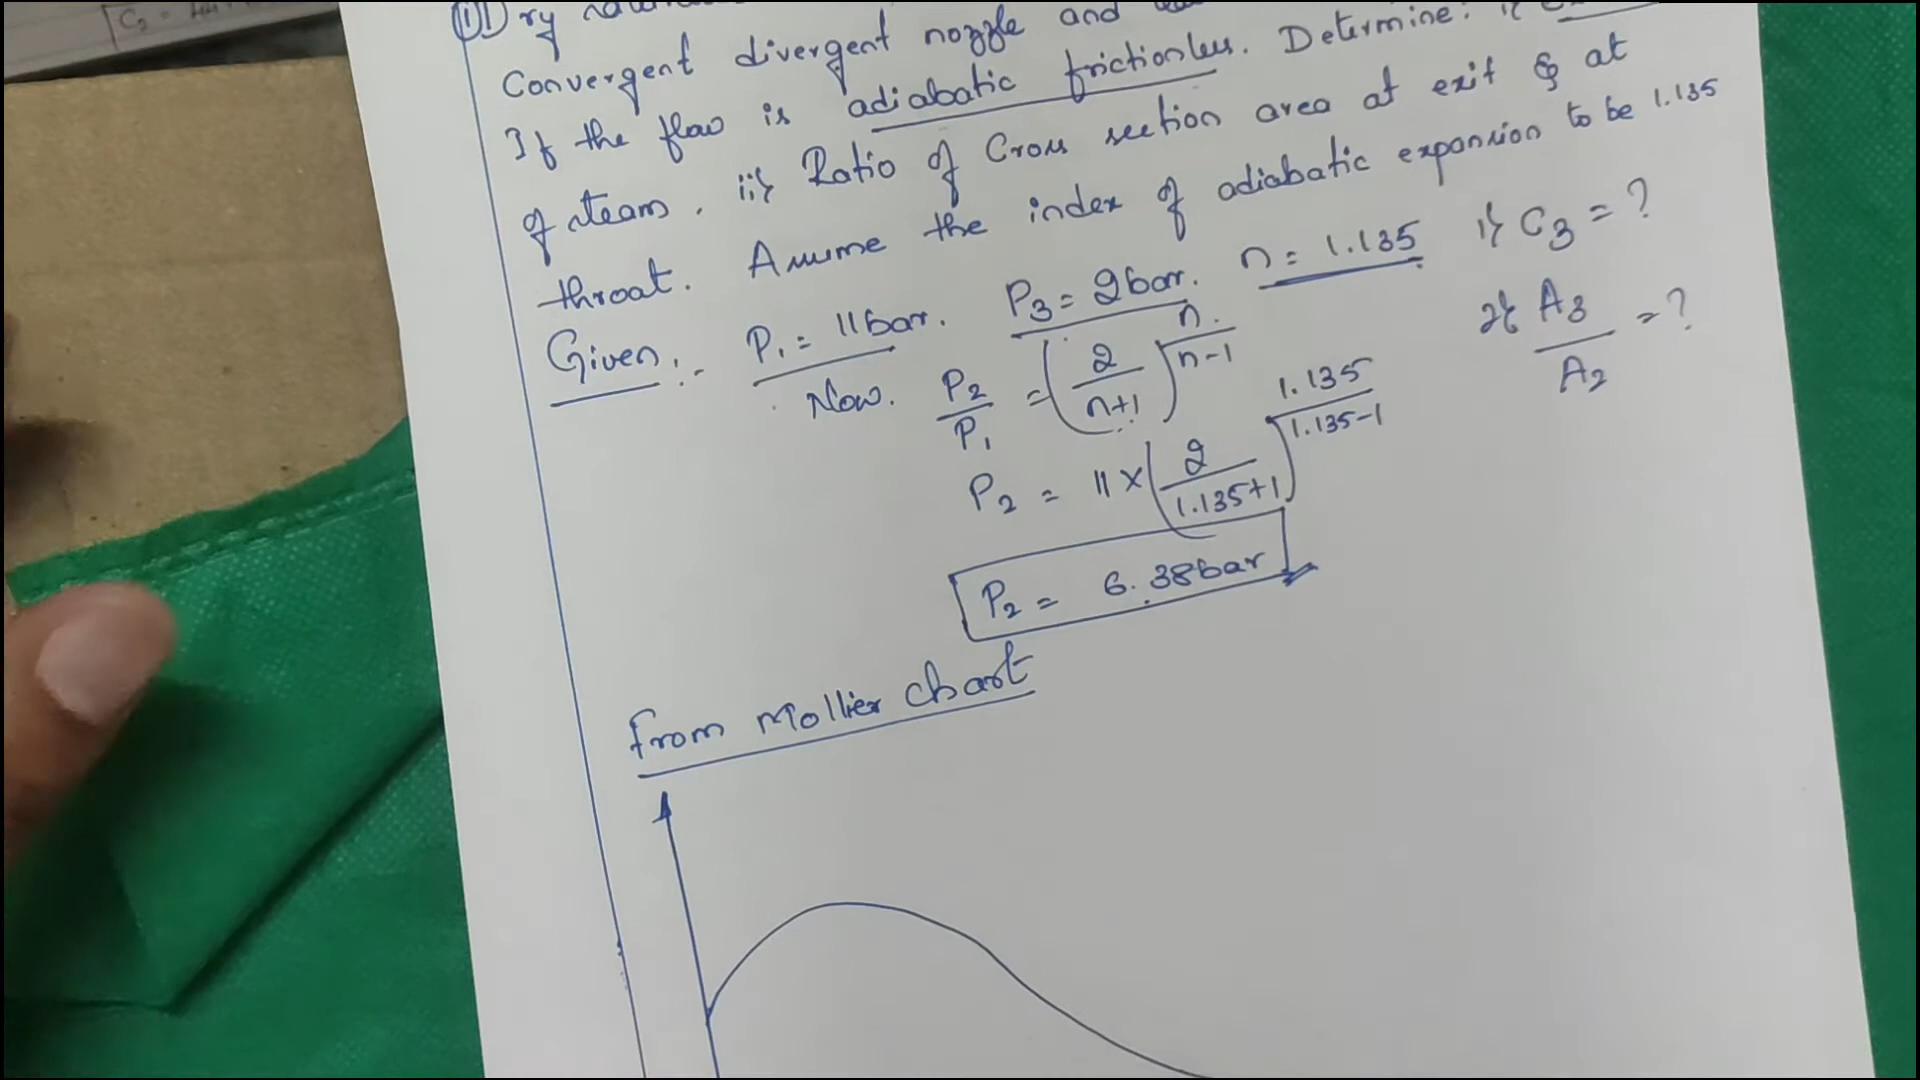 Convergent divergent nozzle and
If the flow is adiabatic frictionless. Determine: i}
of steam. ii} Ratio of Cross section area at exit & at
throat. Assume the index of adiabatic expansion to be 1.135
Given:- P₁ = 11bar. P₃ = 2bar. n = 1.135 1} C₃ = ?
2} A₃/A₂ = ?
Now. P₂/P₁ = (2/n+1)^n/n-1
P₂ = 11 × (2/1.135+1)^1.135/1.135-1
P₂ = 6.38bar
from Mollier chart